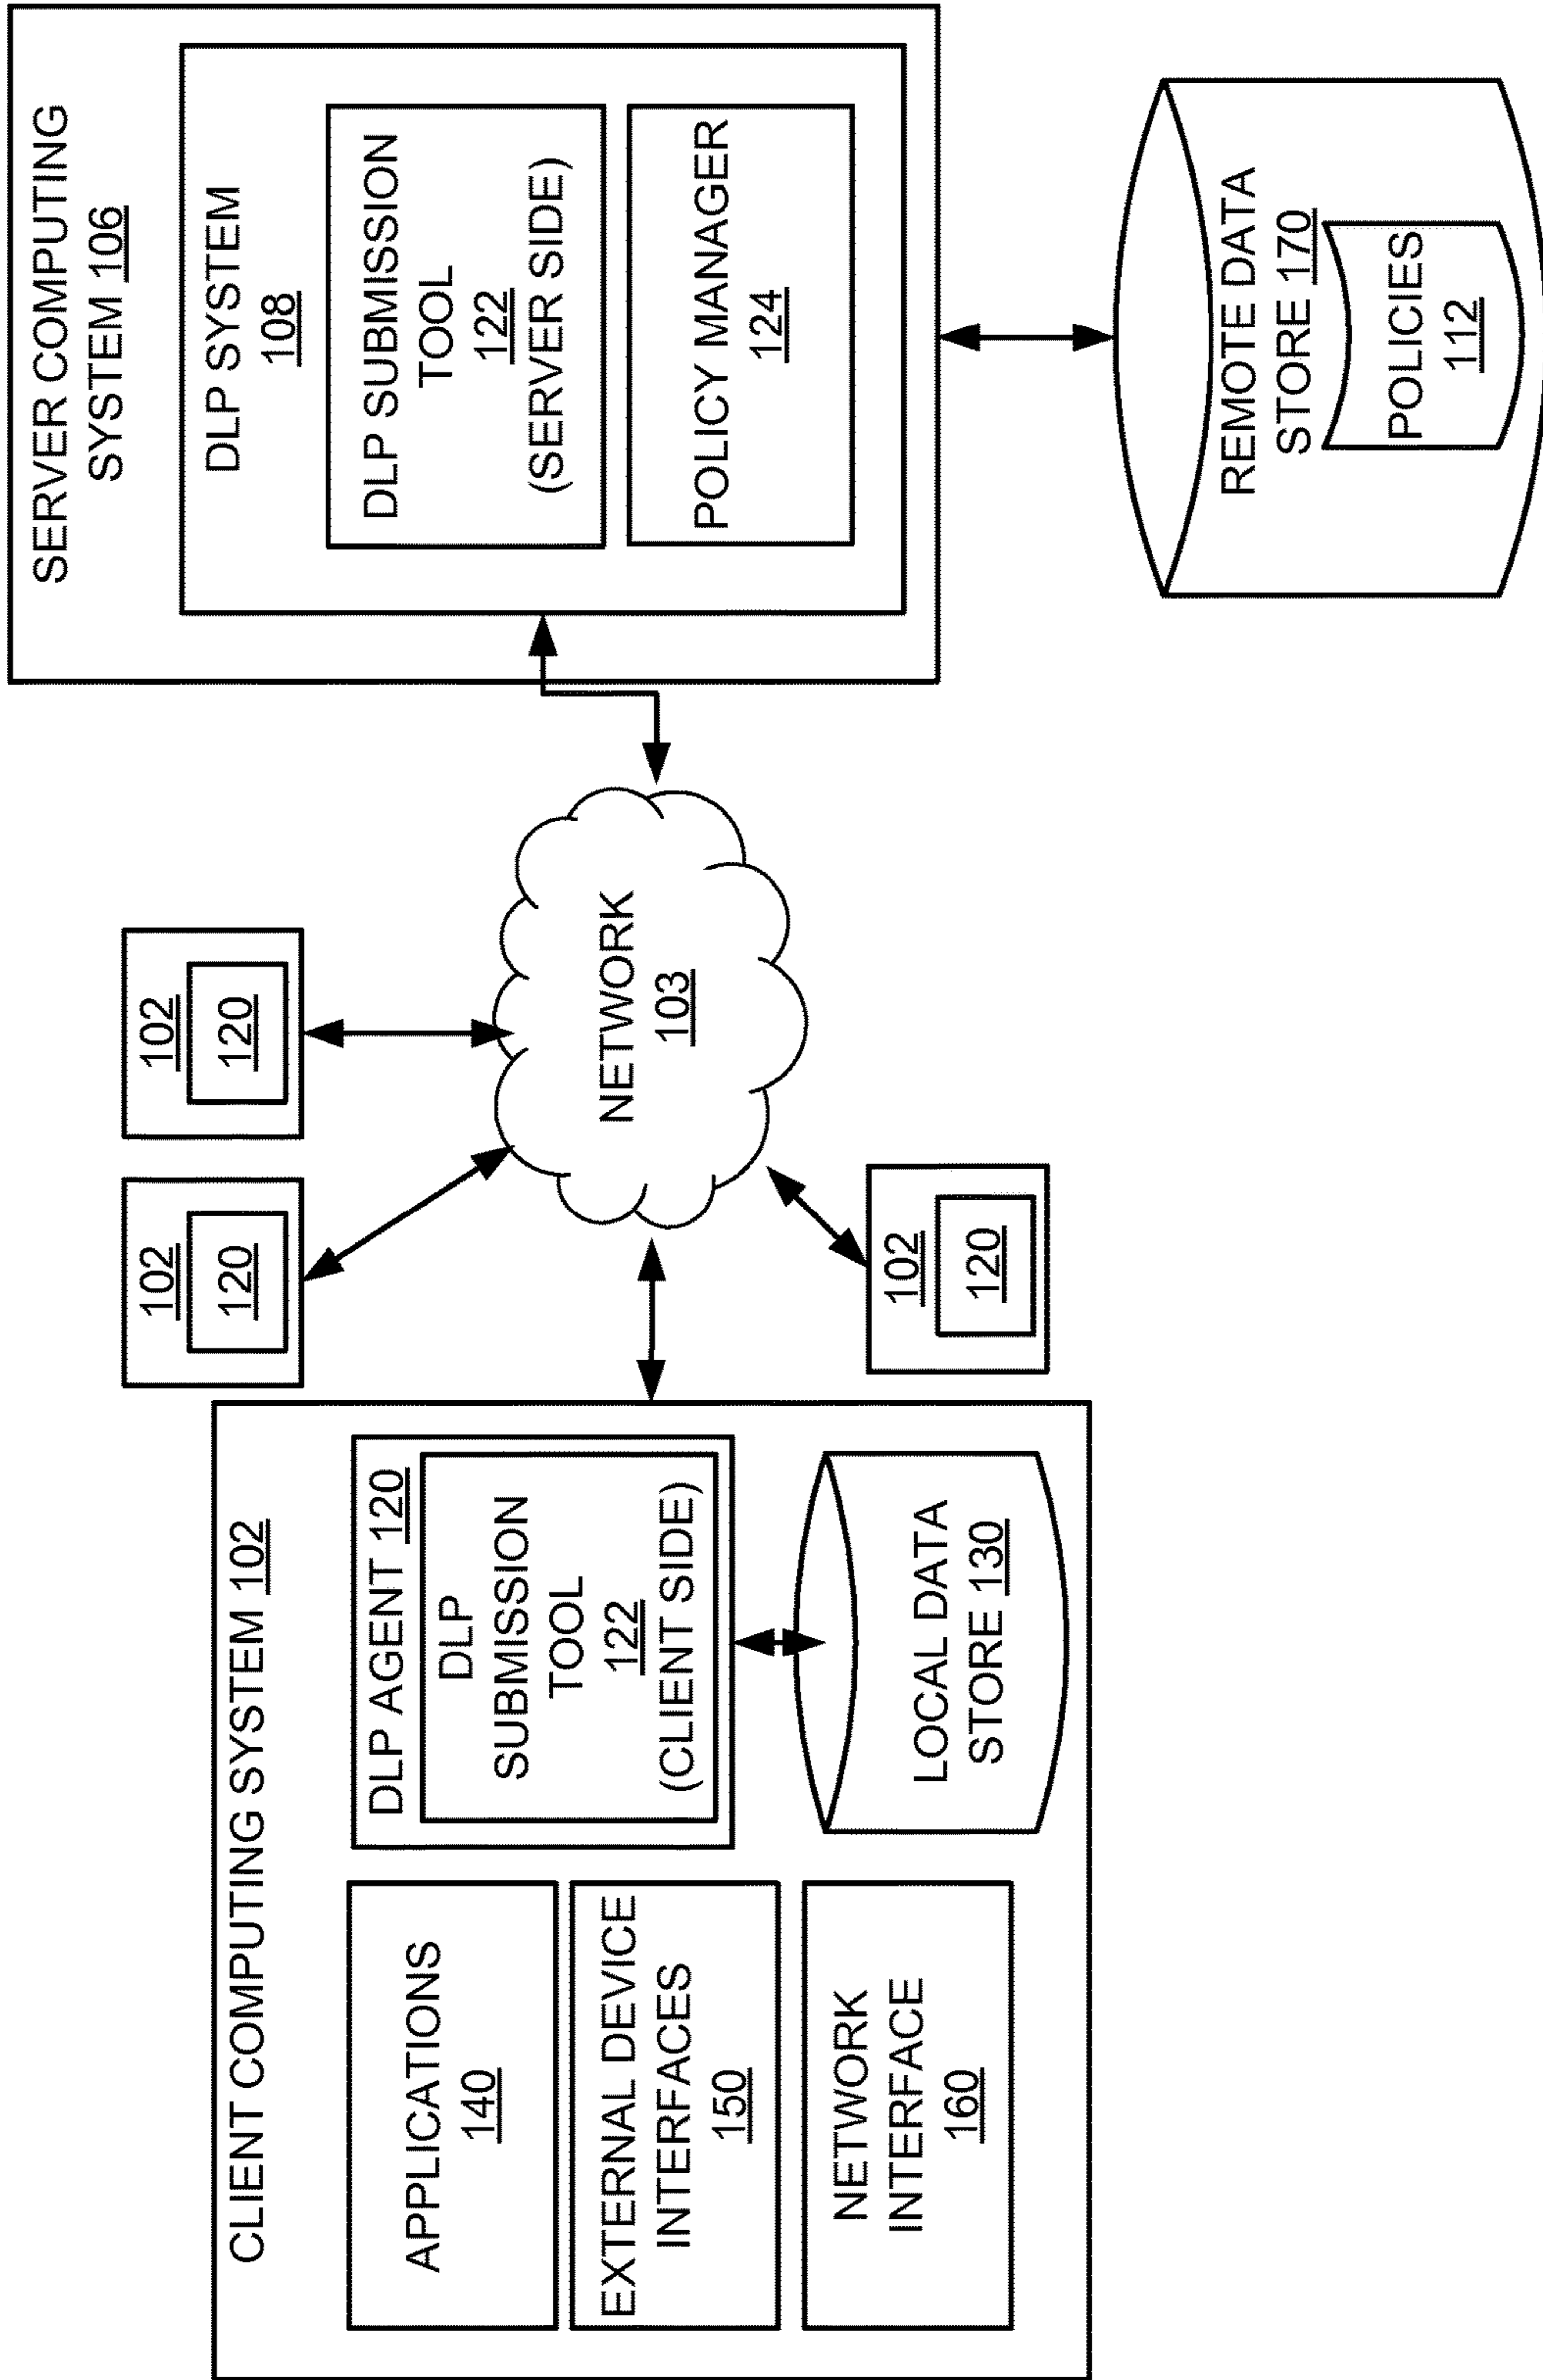 CLIENT COMPUTING SYSTEM 102
APPLICATIONS
140
EXTERNAL DEVICE
INTERFACES
150
NETWORK
INTERFACE
160
DLP AGENT 120
DLP
SUBMISSION
TOOL
122
(CLIENT SIDE)
LOCAL DATA
STORE 130
102
120
102
120
102
120
NETWORK
103
SERVER COMPUTING
SYSTEM 106
DLP SYSTEM
108
DLP SUBMISSION
TOOL
122
(SERVER SIDE)
POLICY MANAGER
124
REMOTE DATA
STORE 170
POLICIES
112